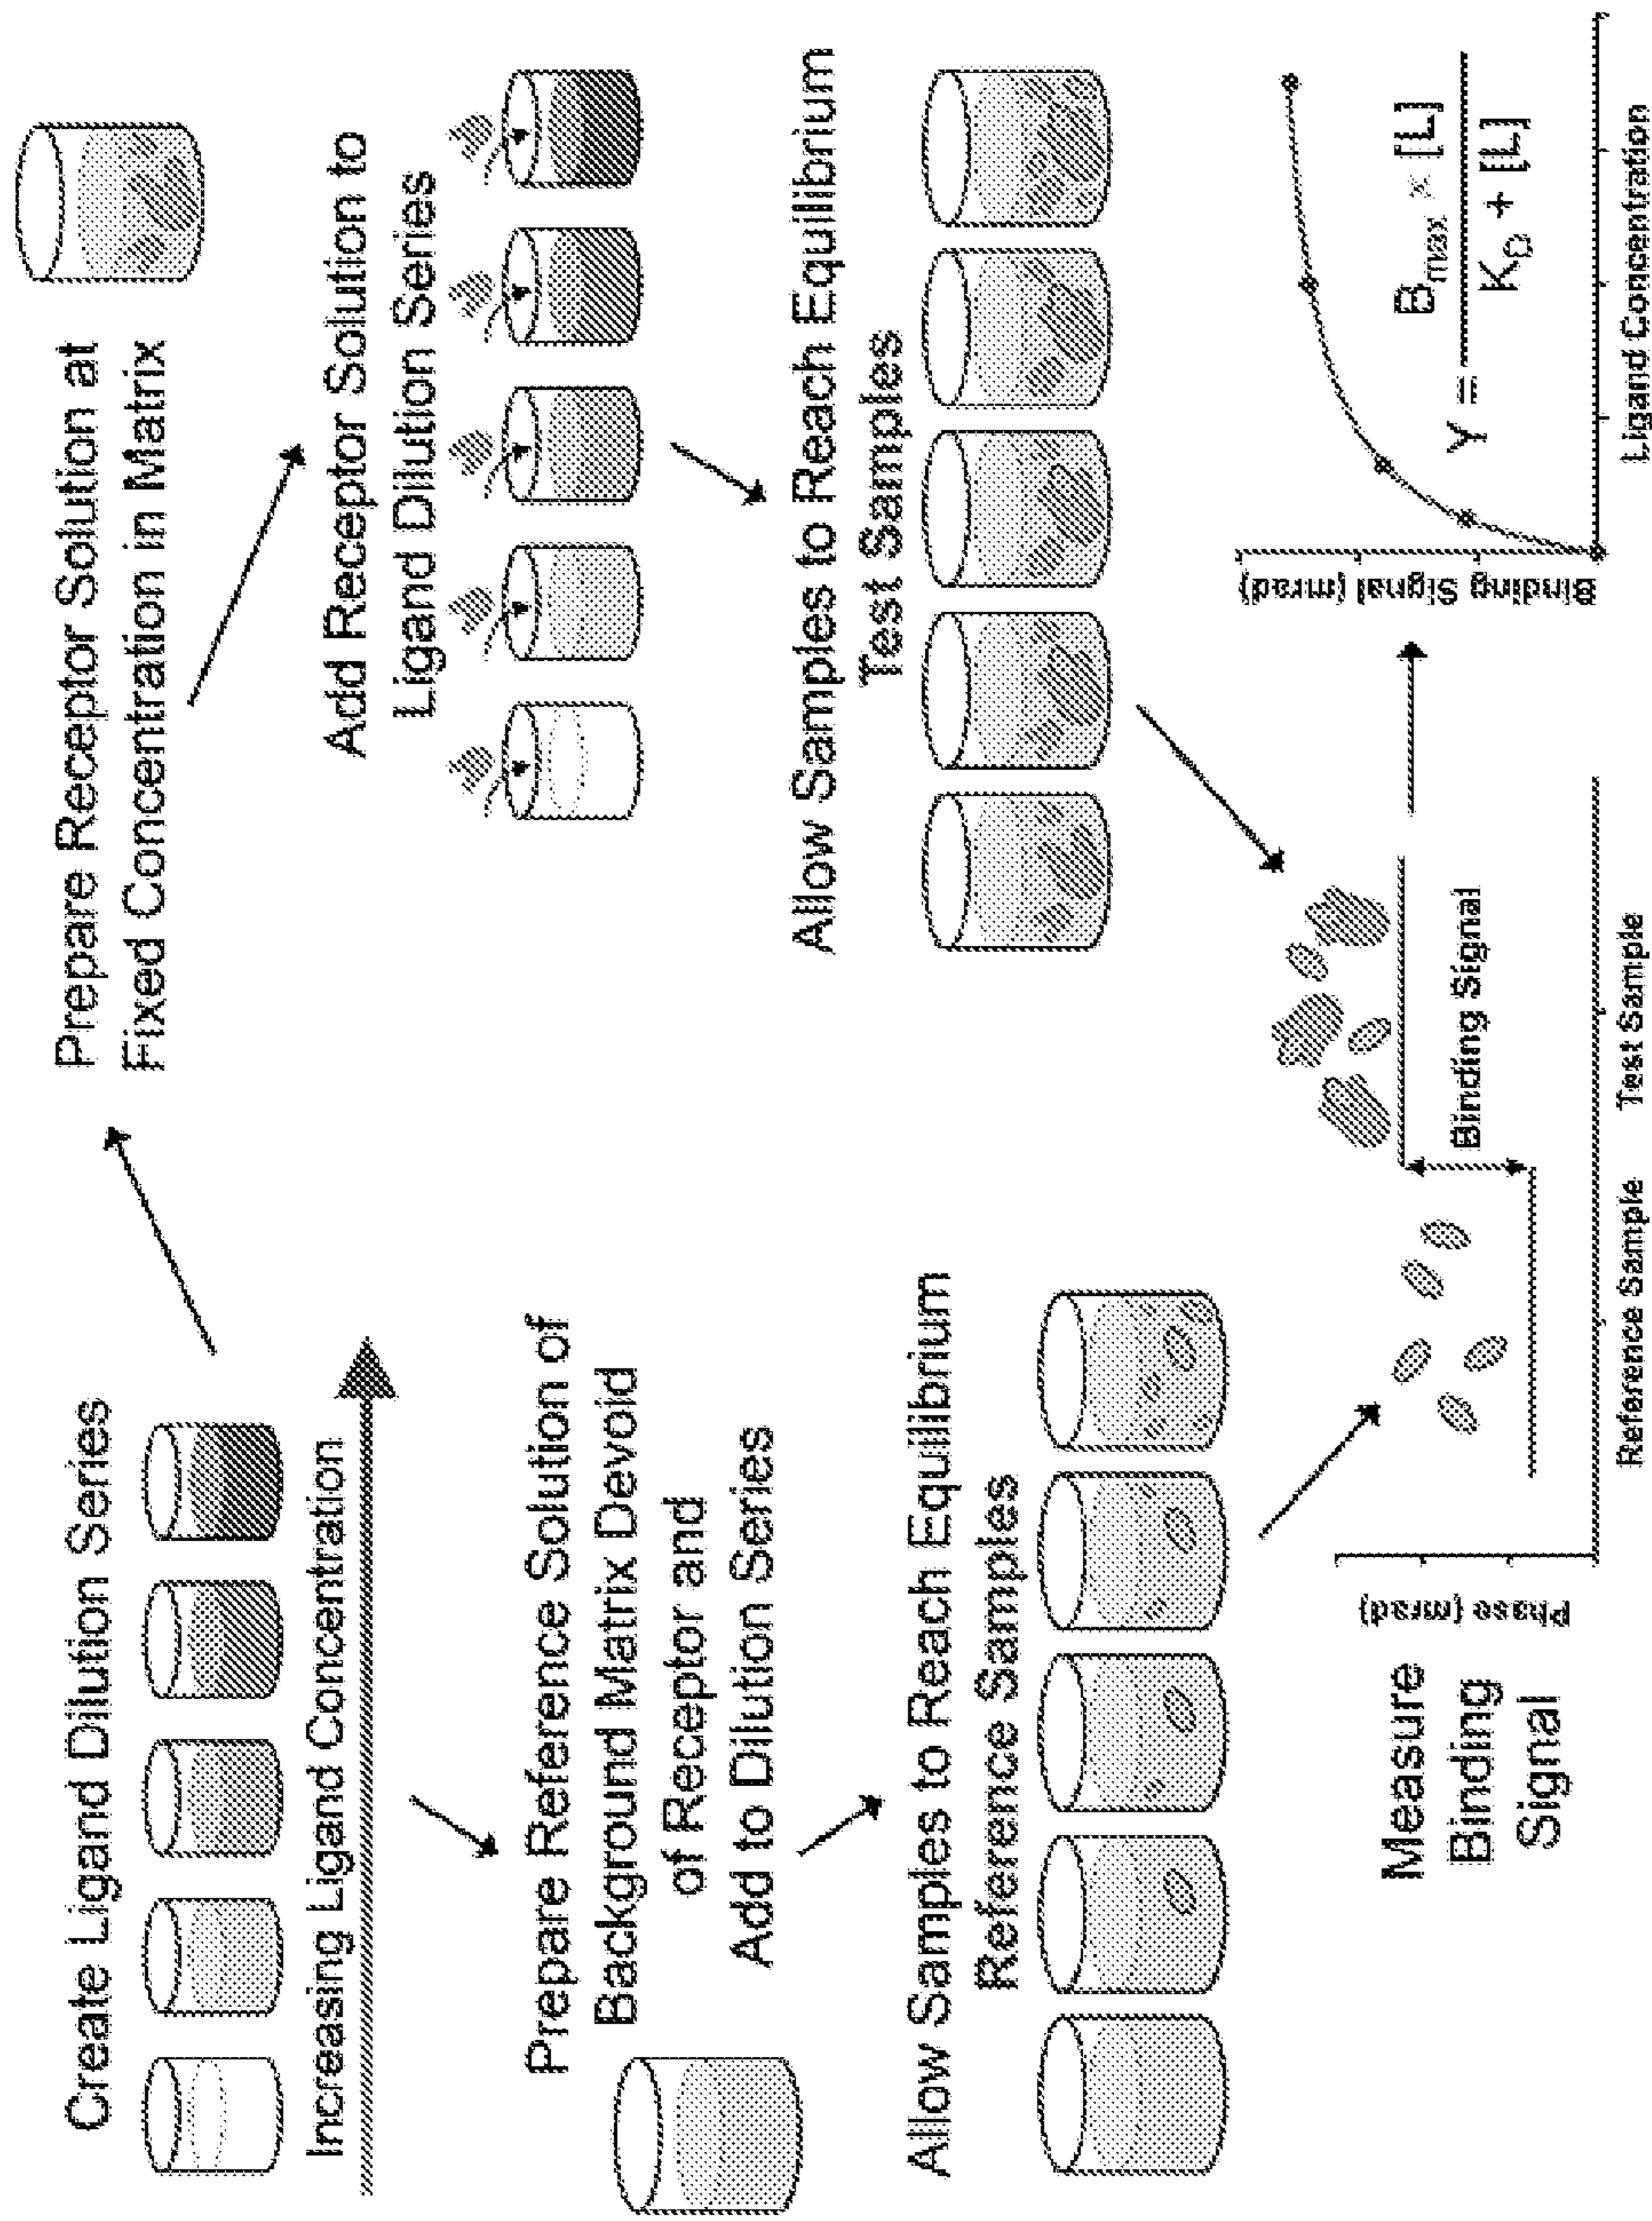 Create Ligand Dilution Series
Increasing Ligand Concentration
Prepare Receptor Solution at
Fixed Concentration in Matrix
Add Receptor Solution to
Ligand Dilution Series
Prepare Reference Solution of
Background Matrix Devoid
of Receptor and
Add to Dilution Series
Allow Samples to Reach Equilibrium
Test Samples
Allow Samples to Reach Equilibrium
Reference Samples
Measure
Binding
Signal
Phase (mrad)
Binding Signal
Reference Sample
Test Sample
Binding Signal (mrad)
Y = B_max × [L] / K_D + [L]
Ligand Concentration